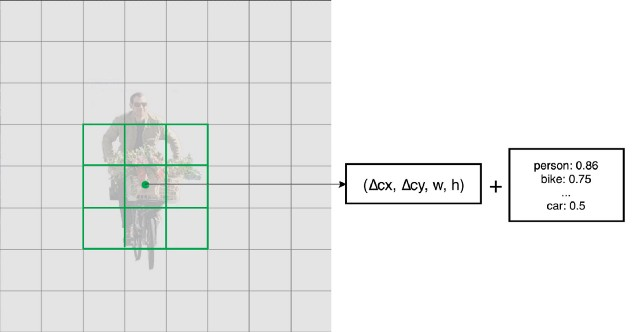 (Δcx, Δcy, w, h)
+
person: 0.86
bike: 0.75
...
car: 0.5